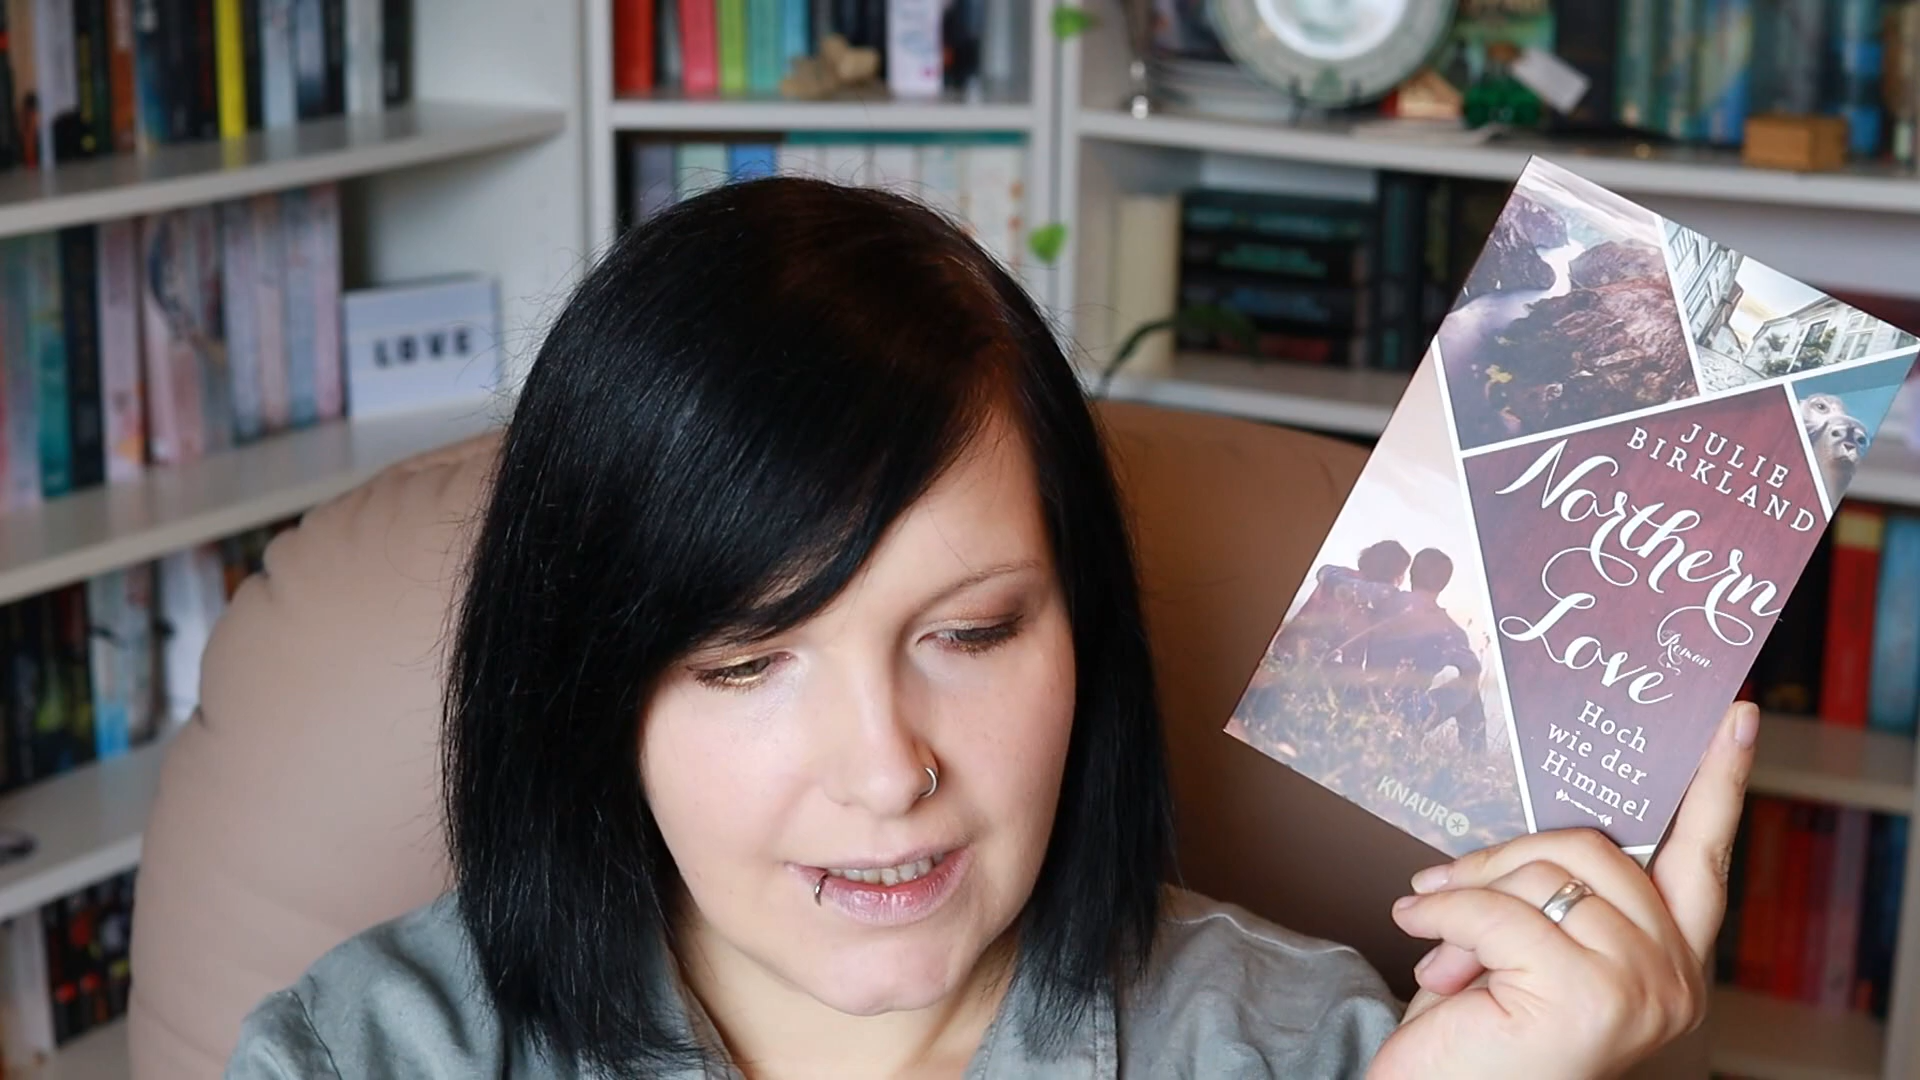 LOVE
JULIE
BIRKLAND
Northern
Love
Roman
Hoch
wie der
Himmel
KNAUR